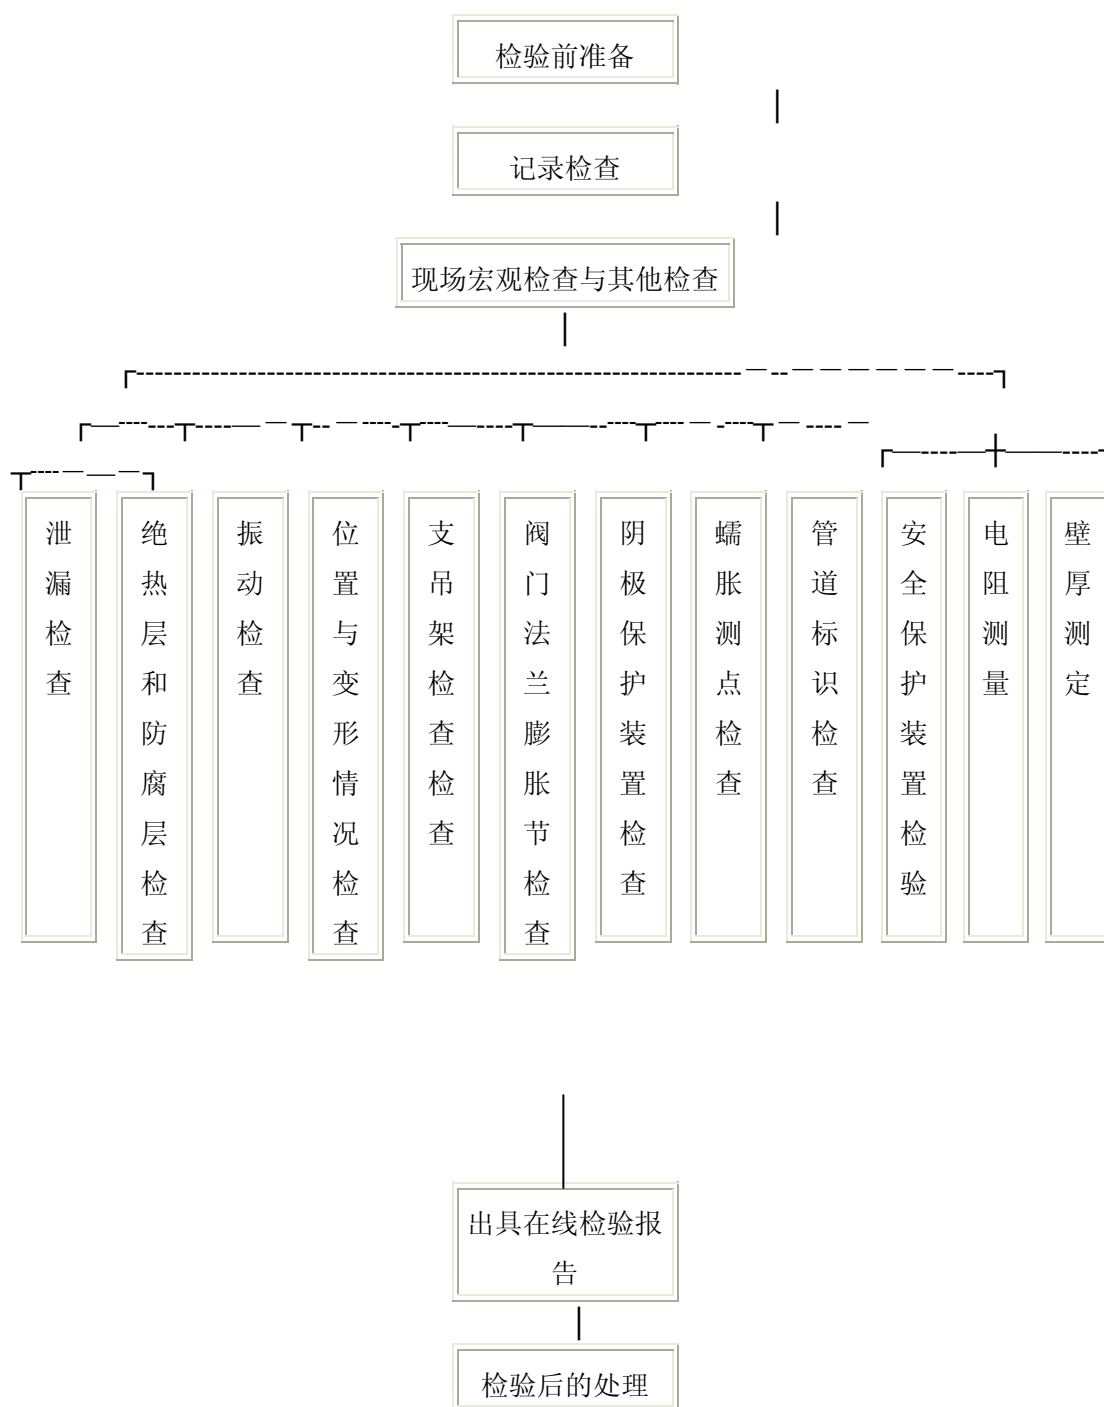 检验前准备
记录检查
现场宏观检查与其他检查
泄漏检查
绝热层和防腐层检查
振动检查
位置与变形情况检查
支吊架检查检查
阀门法兰膨胀节检查
阴极保护装置检查
蠕胀测点检查
管道标识检查
安全保护装置检验
电阻测量
壁厚测定
出具在线检验报
告
检验后的处理